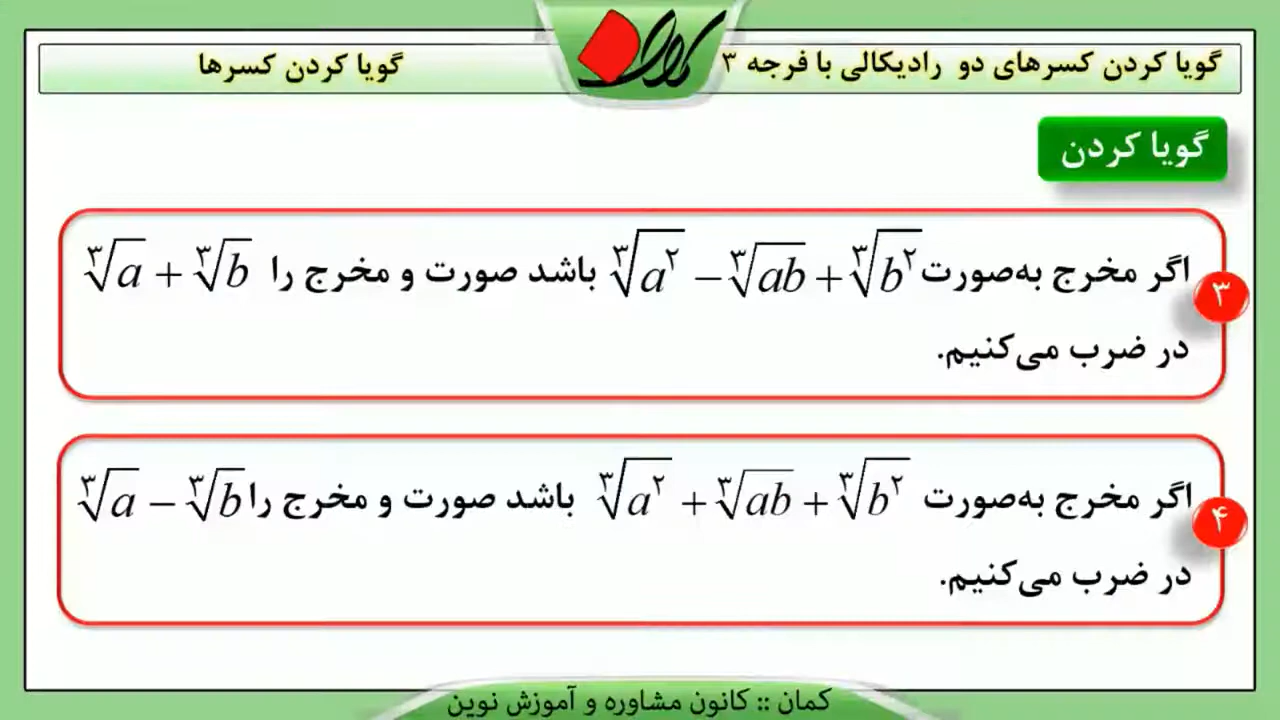 گویا کردن کسرهای دو رادیکالی با فرجه ۳
کمان
گویا کردن کسرها
گویا کردن
۳
اگر مخرج به‌صورت ∛a² − ∛ab + ∛b² باشد صورت و مخرج را ∛a + ∛b
در ضرب می‌کنیم.
۴
اگر مخرج به‌صورت ∛a² + ∛ab + ∛b² باشد صورت و مخرج را ∛a − ∛b
در ضرب می‌کنیم.
کمان :: کانون مشاوره و آموزش نوین